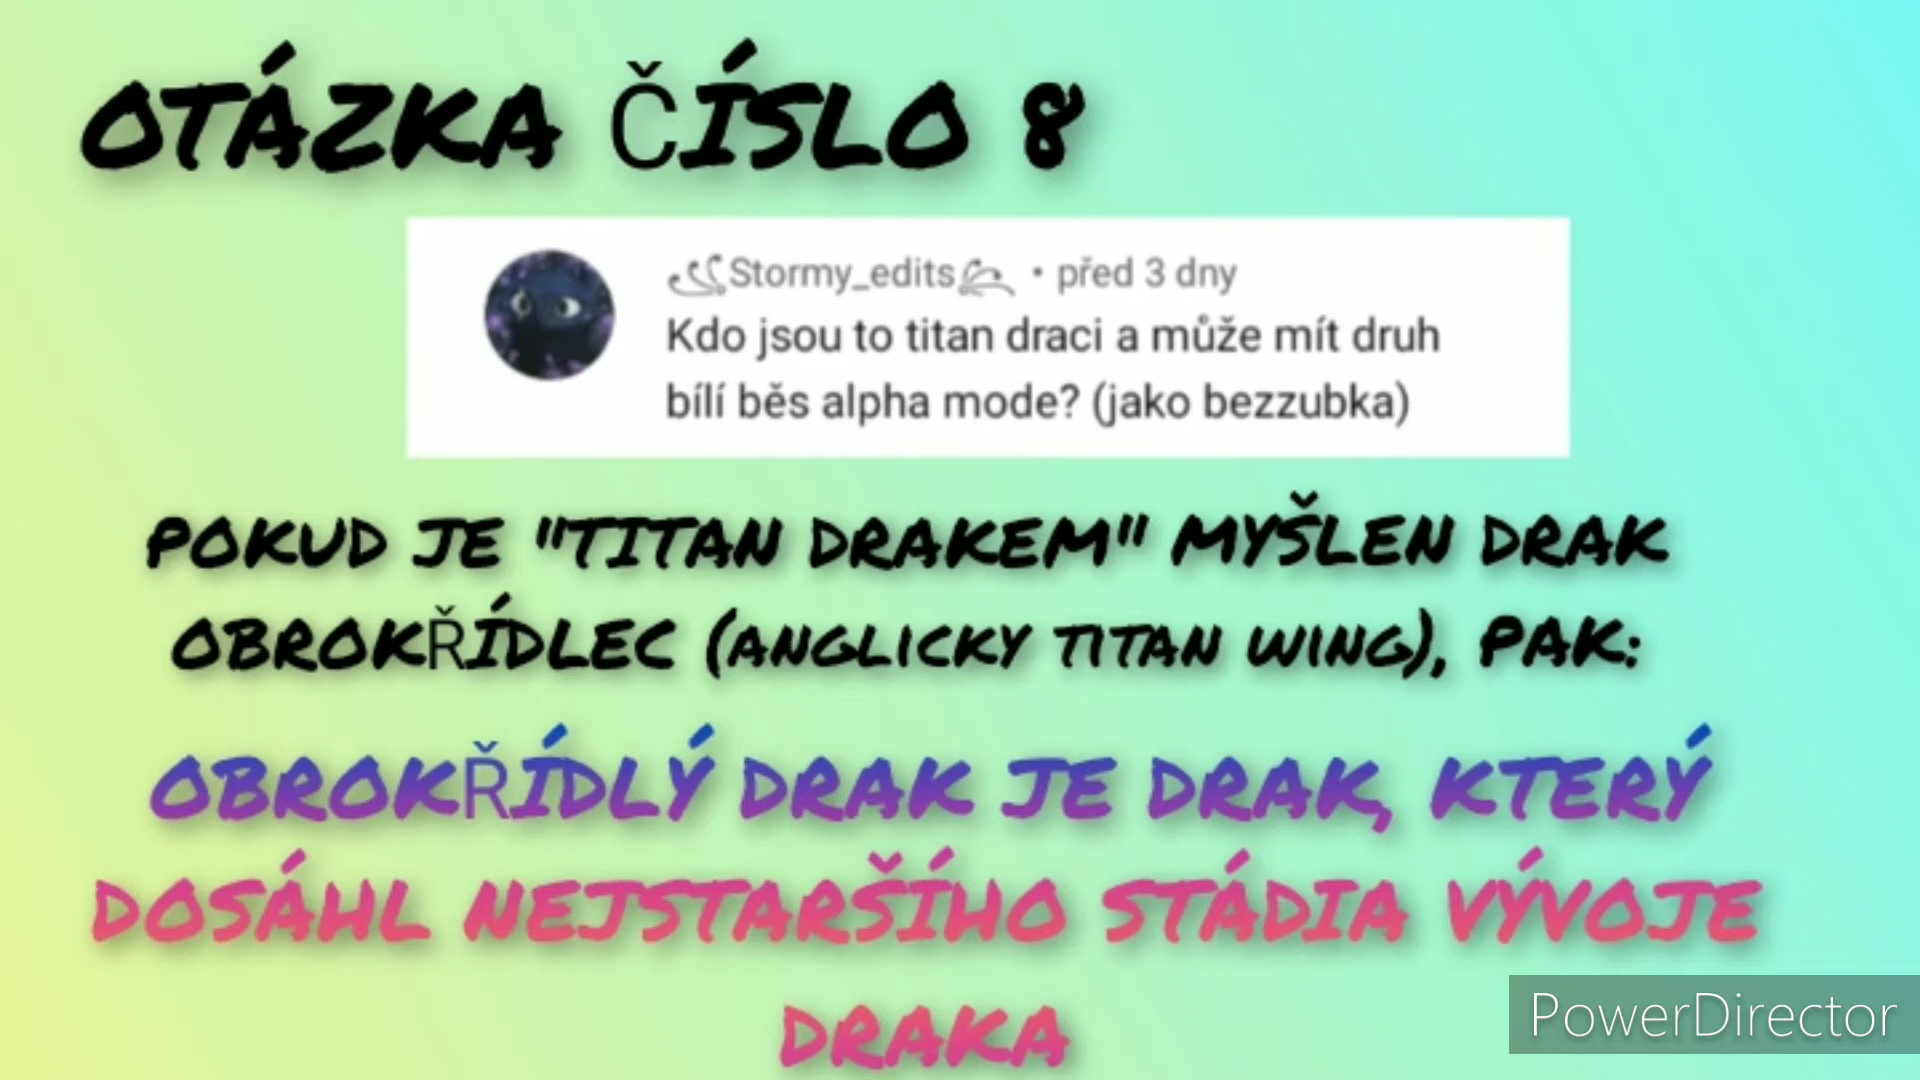 OTÁZKA ČÍSLO 8
꧁Stormy_edits꧂ • před 3 dny
Kdo jsou to titan draci a může mít druh
bílí běs alpha mode? (jako bezzubka)
POKUD JE "TITAN DRAKEM" MYŠLEN DRAK
OBROKŘÍDLEC (ANGLICKY TITAN WING), PAK:
OBROKŘÍDLÝ DRAK JE DRAK, KTERÝ
DOSÁHL NEJSTARŠÍHO STÁDIA VÝVOJE
DRAKA
PowerDirector